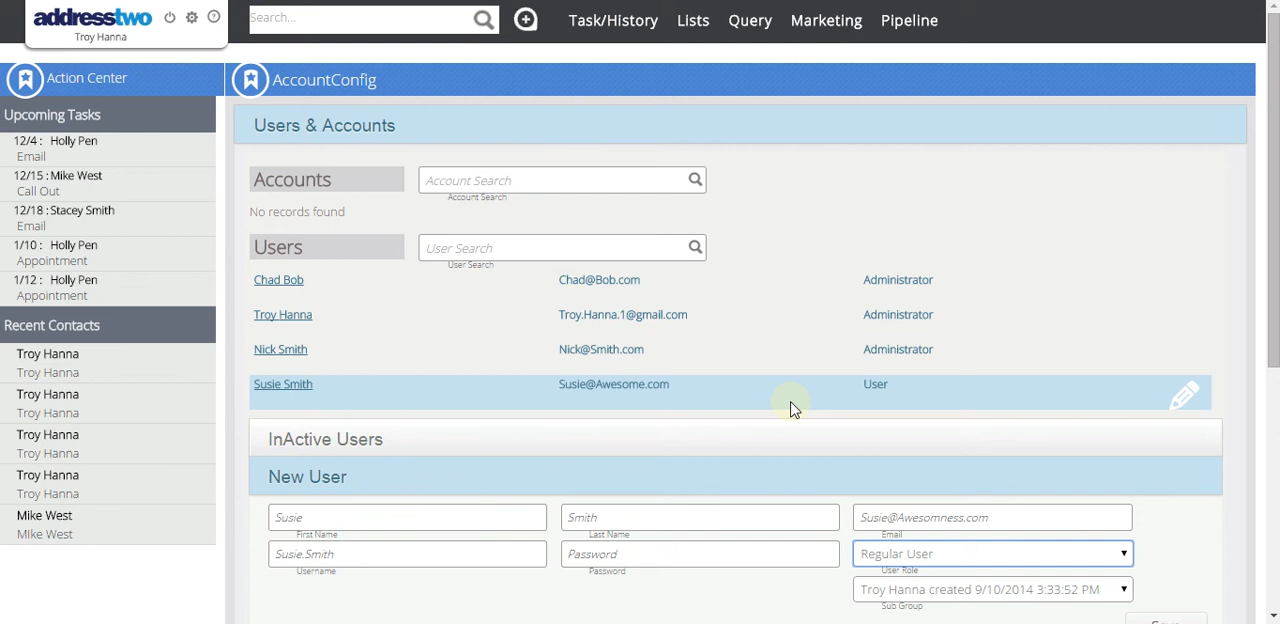 addresstwo
Troy Hanna
Search...
Task/History Lists Query Marketing Pipeline
Action Center
AccountConfig
Upcoming Tasks
12/4 : Holly Pen
Email
12/15 : Mike West
Call Out
12/18 : Stacey Smith
Email
1/10 : Holly Pen
Appointment
1/12 : Holly Pen
Appointment
Recent Contacts
Troy Hanna
Troy Hanna
Troy Hanna
Troy Hanna
Troy Hanna
Troy Hanna
Troy Hanna
Troy Hanna
Mike West
MIke West
Users & Accounts
Accounts
Account Search
Account Search
No records found
Users
User Search
User Search
Chad Bob Chad@Bob.com Administrator
Troy Hanna Troy.Hanna.1@gmail.com Administrator
Nick Smith Nick@Smith.com Administrator
Susie Smith Susie@Awesome.com User
InActive Users
New User
Susie Smith Susie@Awesomness.com
First Name Last Name Email
Susie.Smith Password Regular User
Username Password User Role
Troy Hanna created 9/10/2014 3:33:52 PM
Sub Group